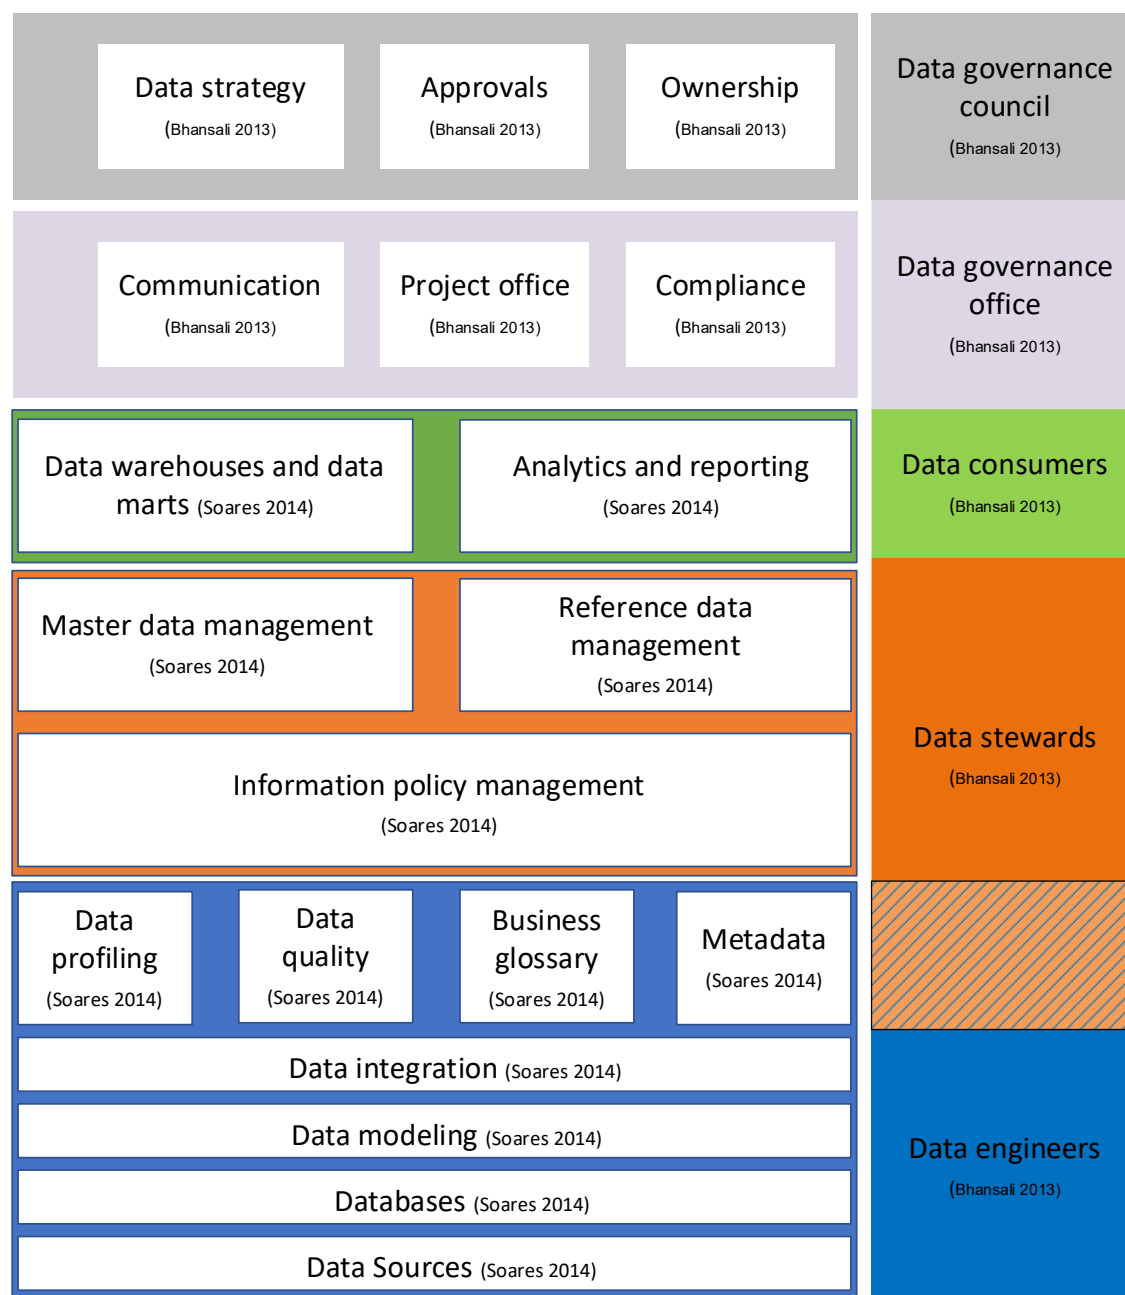 Data strategy
(Bhansali 2013)
Approvals
(Bhansali 2013)
Ownership
(Bhansali 2013)
Data governance
council
(Bhansali 2013)
Communication
(Bhansali 2013)
Project office
(Bhansali 2013)
Compliance
(Bhansali 2013)
Data governance
office
(Bhansali 2013)
Data warehouses and data
marts (Soares 2014)
Analytics and reporting
(Soares 2014)
Data consumers
(Bhansali 2013)
Master data management
(Soares 2014)
Reference data
management
(Soares 2014)
Information policy management
(Soares 2014)
Data stewards
(Bhansali 2013)
Data
profiling
(Soares 2014)
Data
quality
(Soares 2014)
Business
glossary
(Soares 2014)
Metadata
(Soares 2014)
Data integration (Soares 2014)
Data modeling (Soares 2014)
Databases (Soares 2014)
Data Sources (Soares 2014)
Data engineers
(Bhansali 2013)